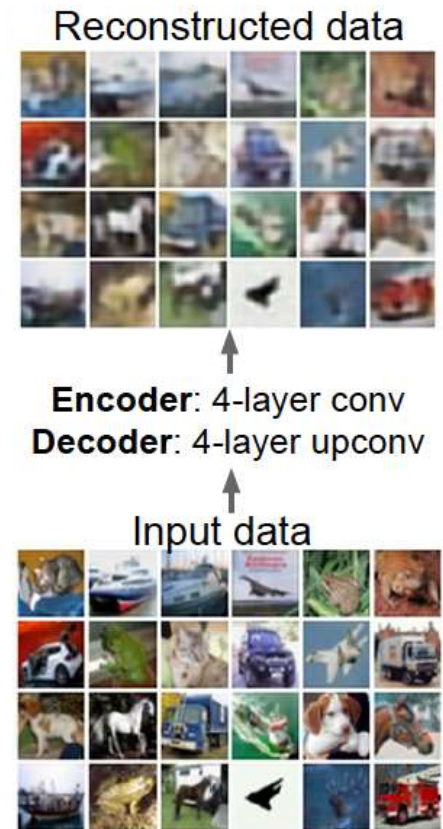 Reconstructed data
Encoder: 4-layer conv
Decoder: 4-layer upconv
Input data